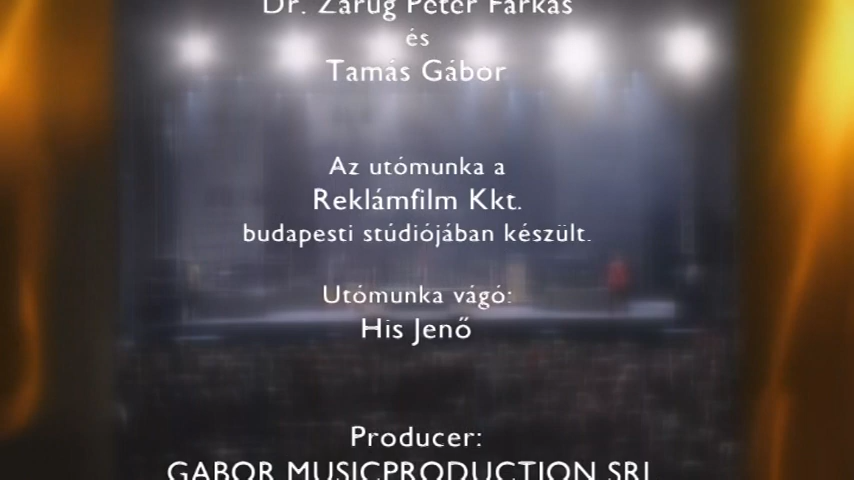 Dr. Zarug Péter Farkas
és
Tamás Gábor
Az utómunka a
Reklámfilm Kkt.
budapesti stúdiójában készült.
Utómunka vágó:
His Jenő
Producer:
GABOR MUSICPRODUCTION SRL